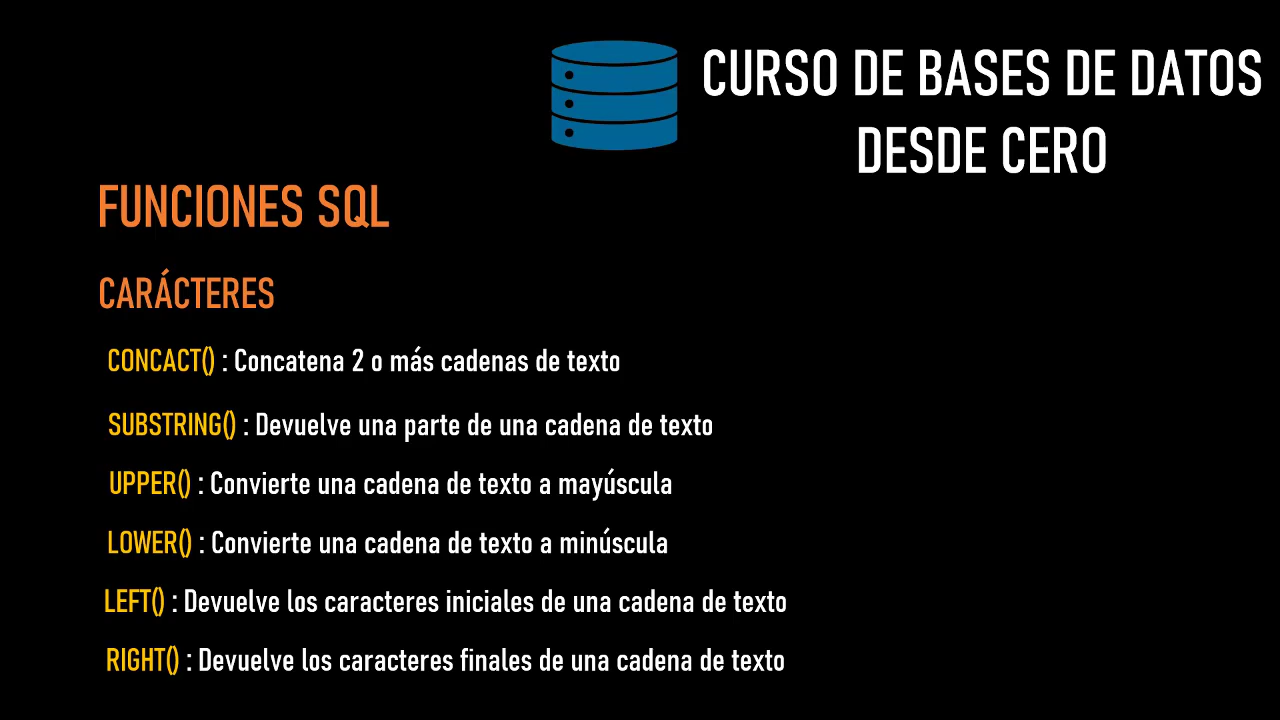 CURSO DE BASES DE DATOS
DESDE CERO
FUNCIONES SQL
CARÁCTERES
CONCACT() : Concatena 2 o más cadenas de texto
SUBSTRING() : Devuelve una parte de una cadena de texto
UPPER() : Convierte una cadena de texto a mayúscula
LOWER() : Convierte una cadena de texto a minúscula
LEFT() : Devuelve los caracteres iniciales de una cadena de texto
RIGHT() : Devuelve los caracteres finales de una cadena de texto